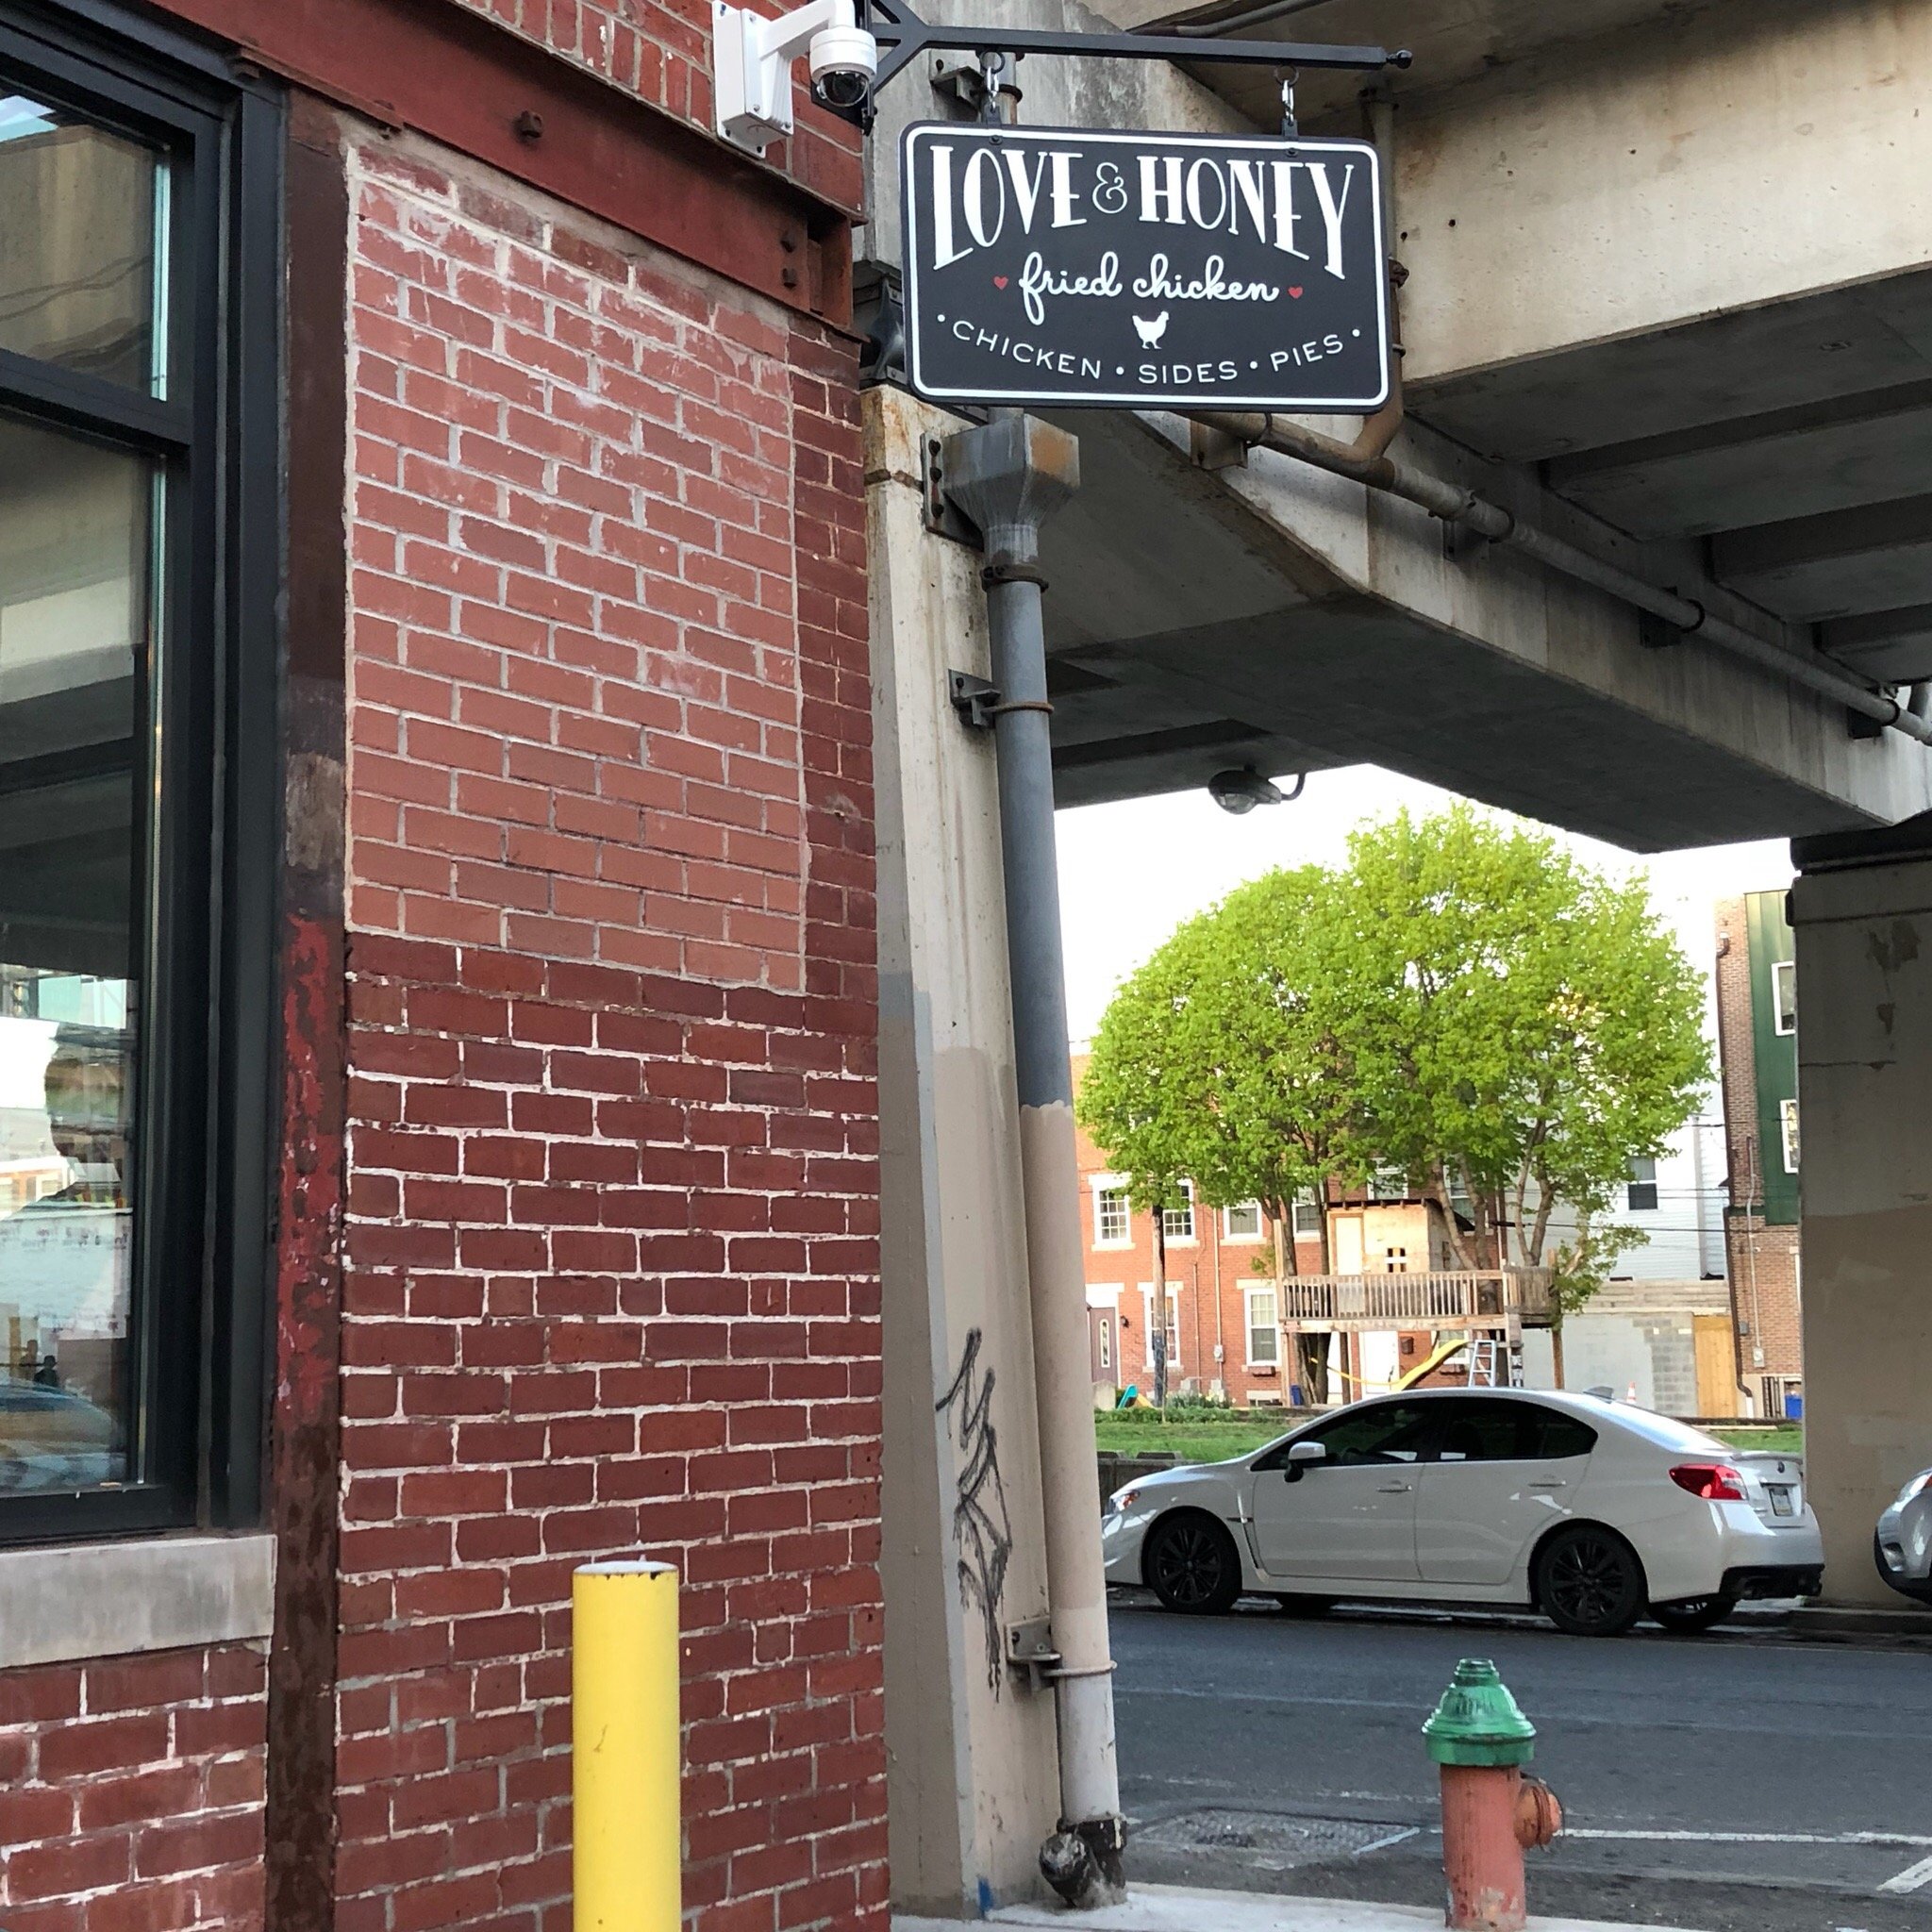 LOVE & HONEY
fried chicken
• CHICKEN • SIDES • PIES •